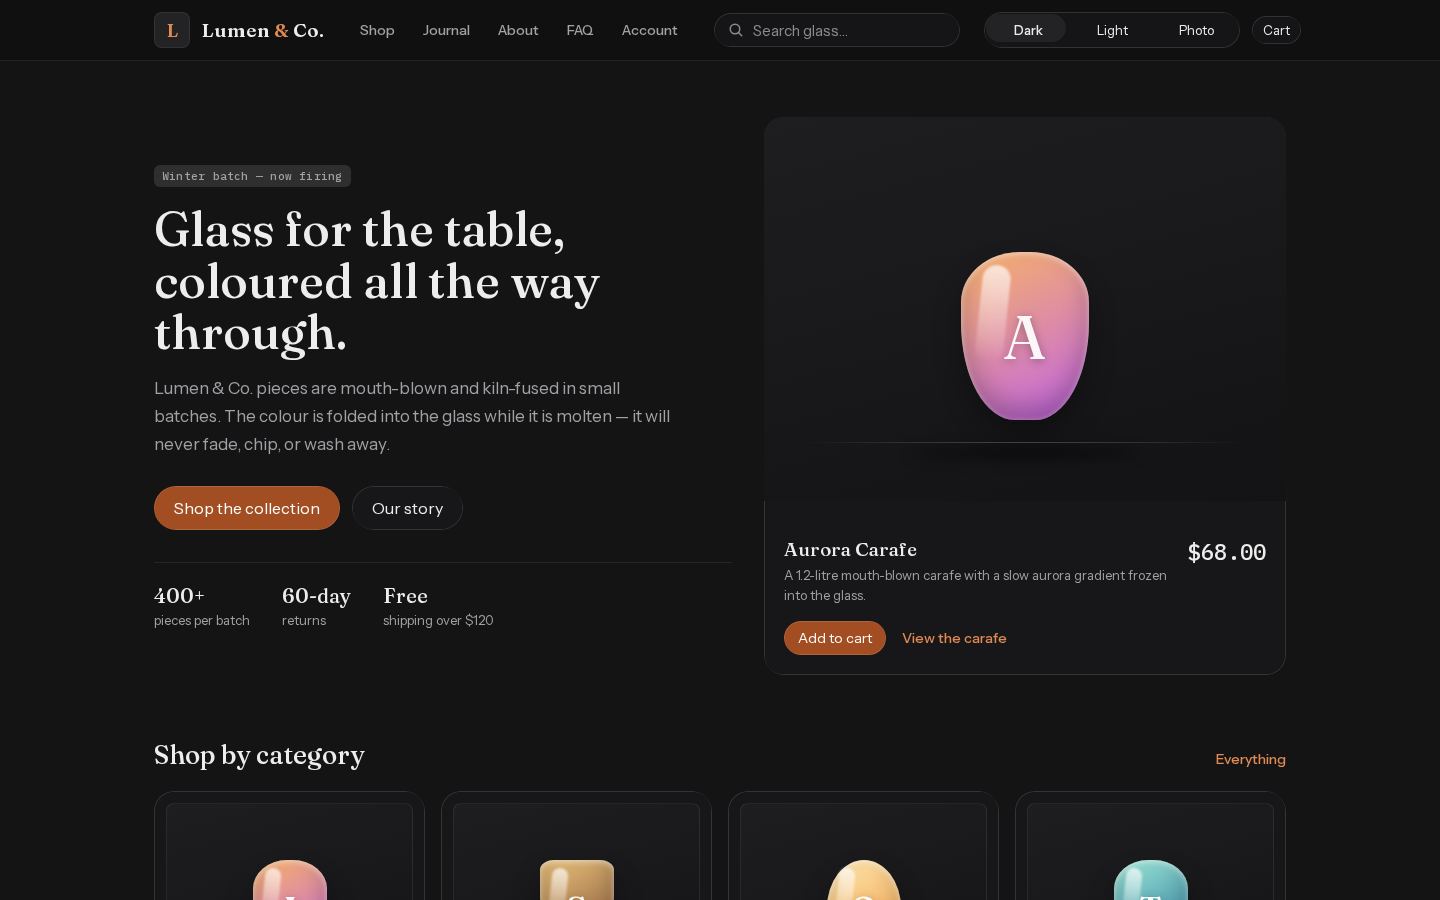 L
Lumen & Co.
Shop
Journal
About
FAQ
Account
Search glass...
Dark
Light
Photo
Cart
Winter batch — now firing
Glass for the table,
coloured all the way
through.
Lumen & Co. pieces are mouth-blown and kiln-fused in small
batches. The colour is folded into the glass while it is molten — it will
never fade, chip, or wash away.
Shop the collection
Our story
400+
pieces per batch
60-day
returns
Free
shipping over $120
A
Aurora Carafe
$68.00
A 1.2-litre mouth-blown carafe with a slow aurora gradient frozen
into the glass.
Add to cart
View the carafe
Shop by category
Everything